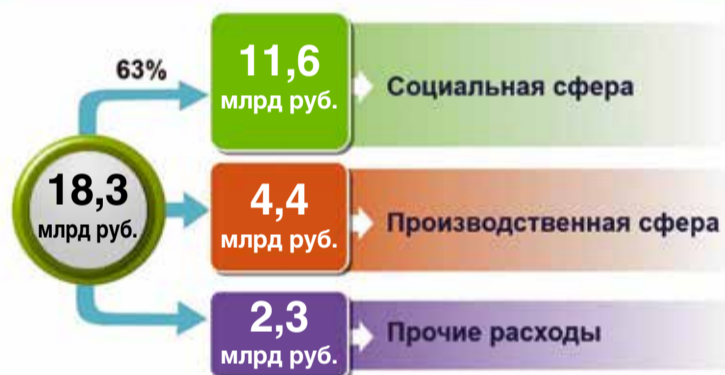 63%
11,6
млрд руб.
Социальная сфера
18,3
млрд руб.
4,4
млрд руб.
Производственная сфера
2,3
млрд руб.
Прочие расходы